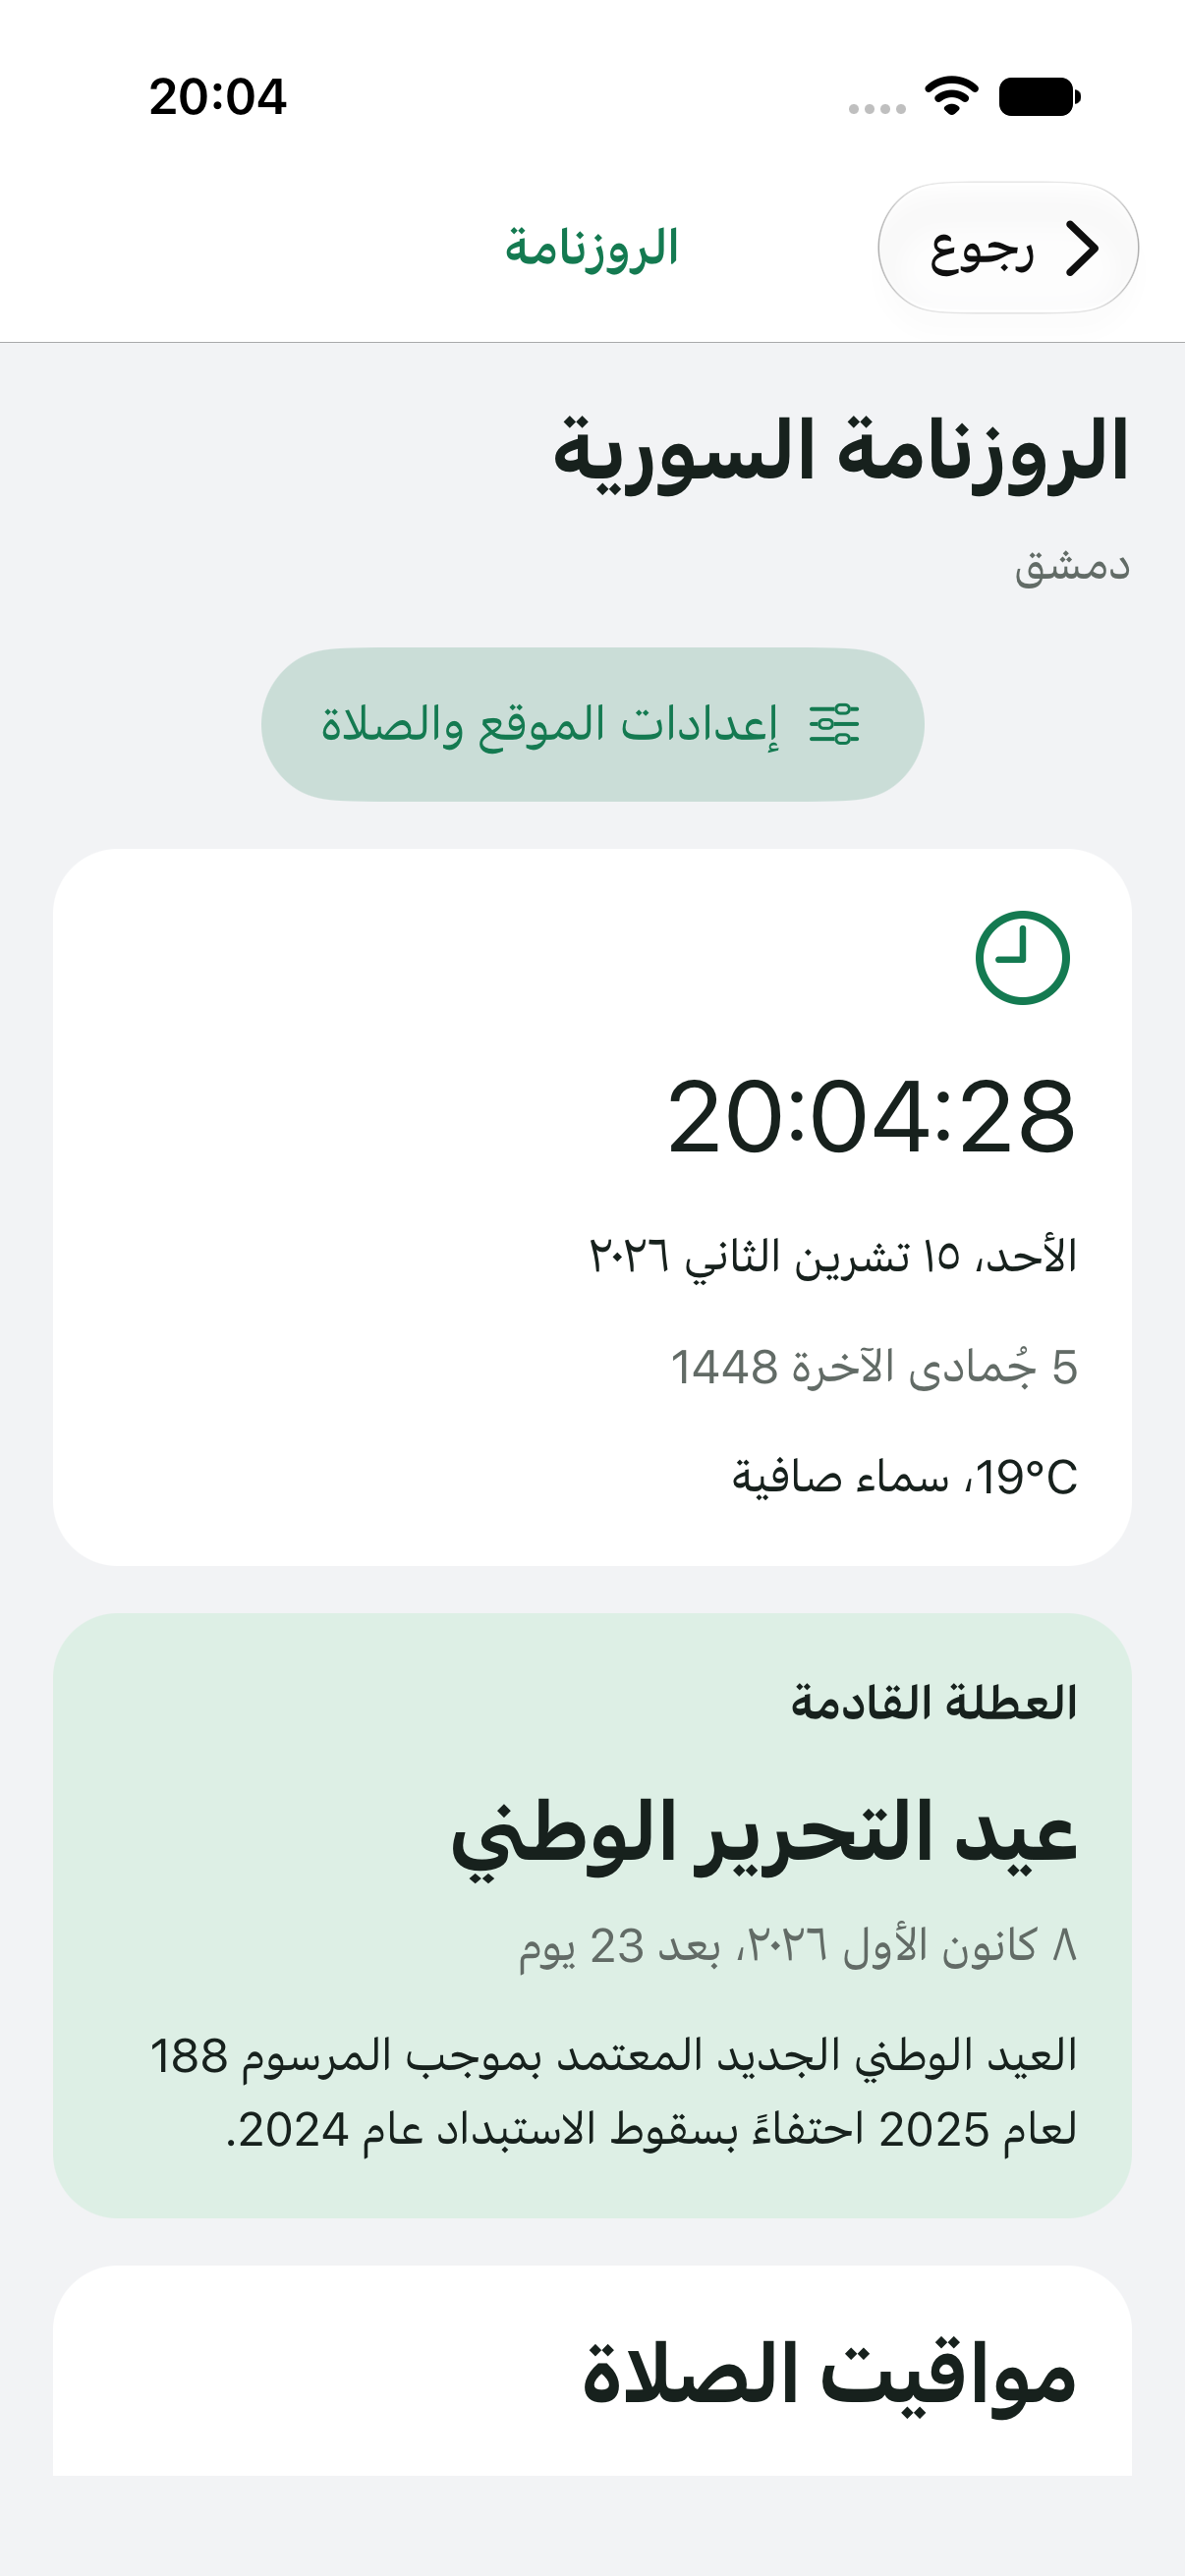 20:04
رجوع
الروزنامة
الروزنامة السورية
دمشق
إعدادات الموقع والصلاة
20:04:28
الأحد، ١٥ تشرين الثاني ٢٠٢٦
5 جُمادى الآخرة 1448
19°C، سماء صافية
العطلة القادمة
عيد التحرير الوطني
٨ كانون الأول ٢٠٢٦، بعد 23 يوم
العيد الوطني الجديد المعتمد بموجب المرسوم 188
لعام 2025 احتفاءً بسقوط الاستبداد عام 2024.
مواقيت الصلاة